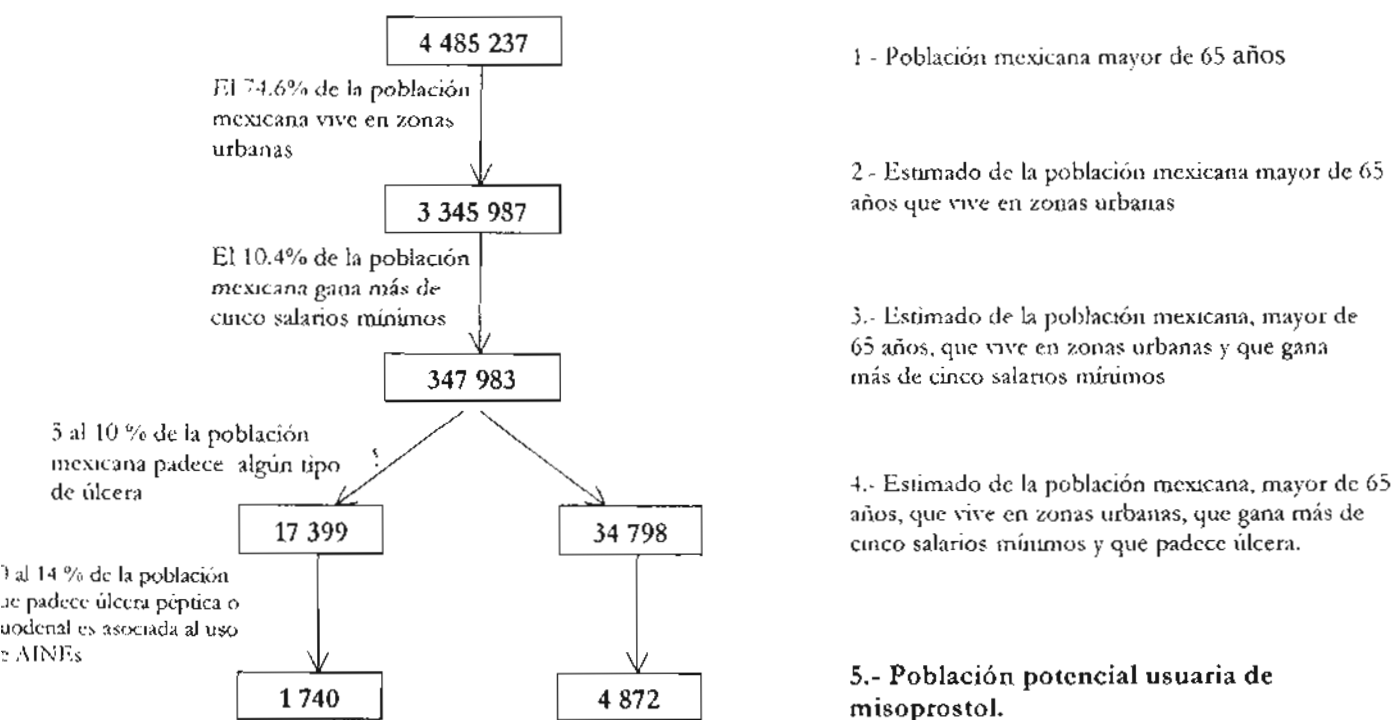 4 485 237
1 - Población mexicana mayor de 65 años
El 74.6% de la población
mexicana vive en zonas
urbanas
2 - Estimado de la población mexicana mayor de 65
años que vive en zonas urbanas
3 345 987
El 10.4% de la población
mexicana gana más de
cinco salarios mínimos
3.- Estimado de la población mexicana, mayor de
65 años, que vive en zonas urbanas y que gana
más de cinco salarios mínimos
347 983
5 al 10 % de la población
mexicana padece algún tipo
de úlcera
4.- Estimado de la población mexicana, mayor de 65
años, que vive en zonas urbanas, que gana más de
cinco salarios mínimos y que padece úlcera.
17 399
34 798
al 14 % de la población
padece úlcera péptica o
es asociada al uso
AINEs
5.- Población potencial usuaria de
misoprostol.
1 740
4 872